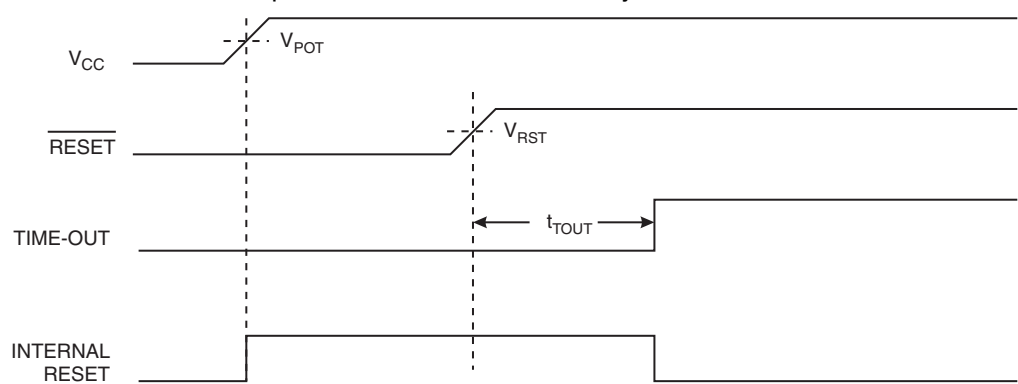 V_POT
V_CC
RESET
V_RST
t_TOUT
TIME-OUT
INTERNAL
RESET